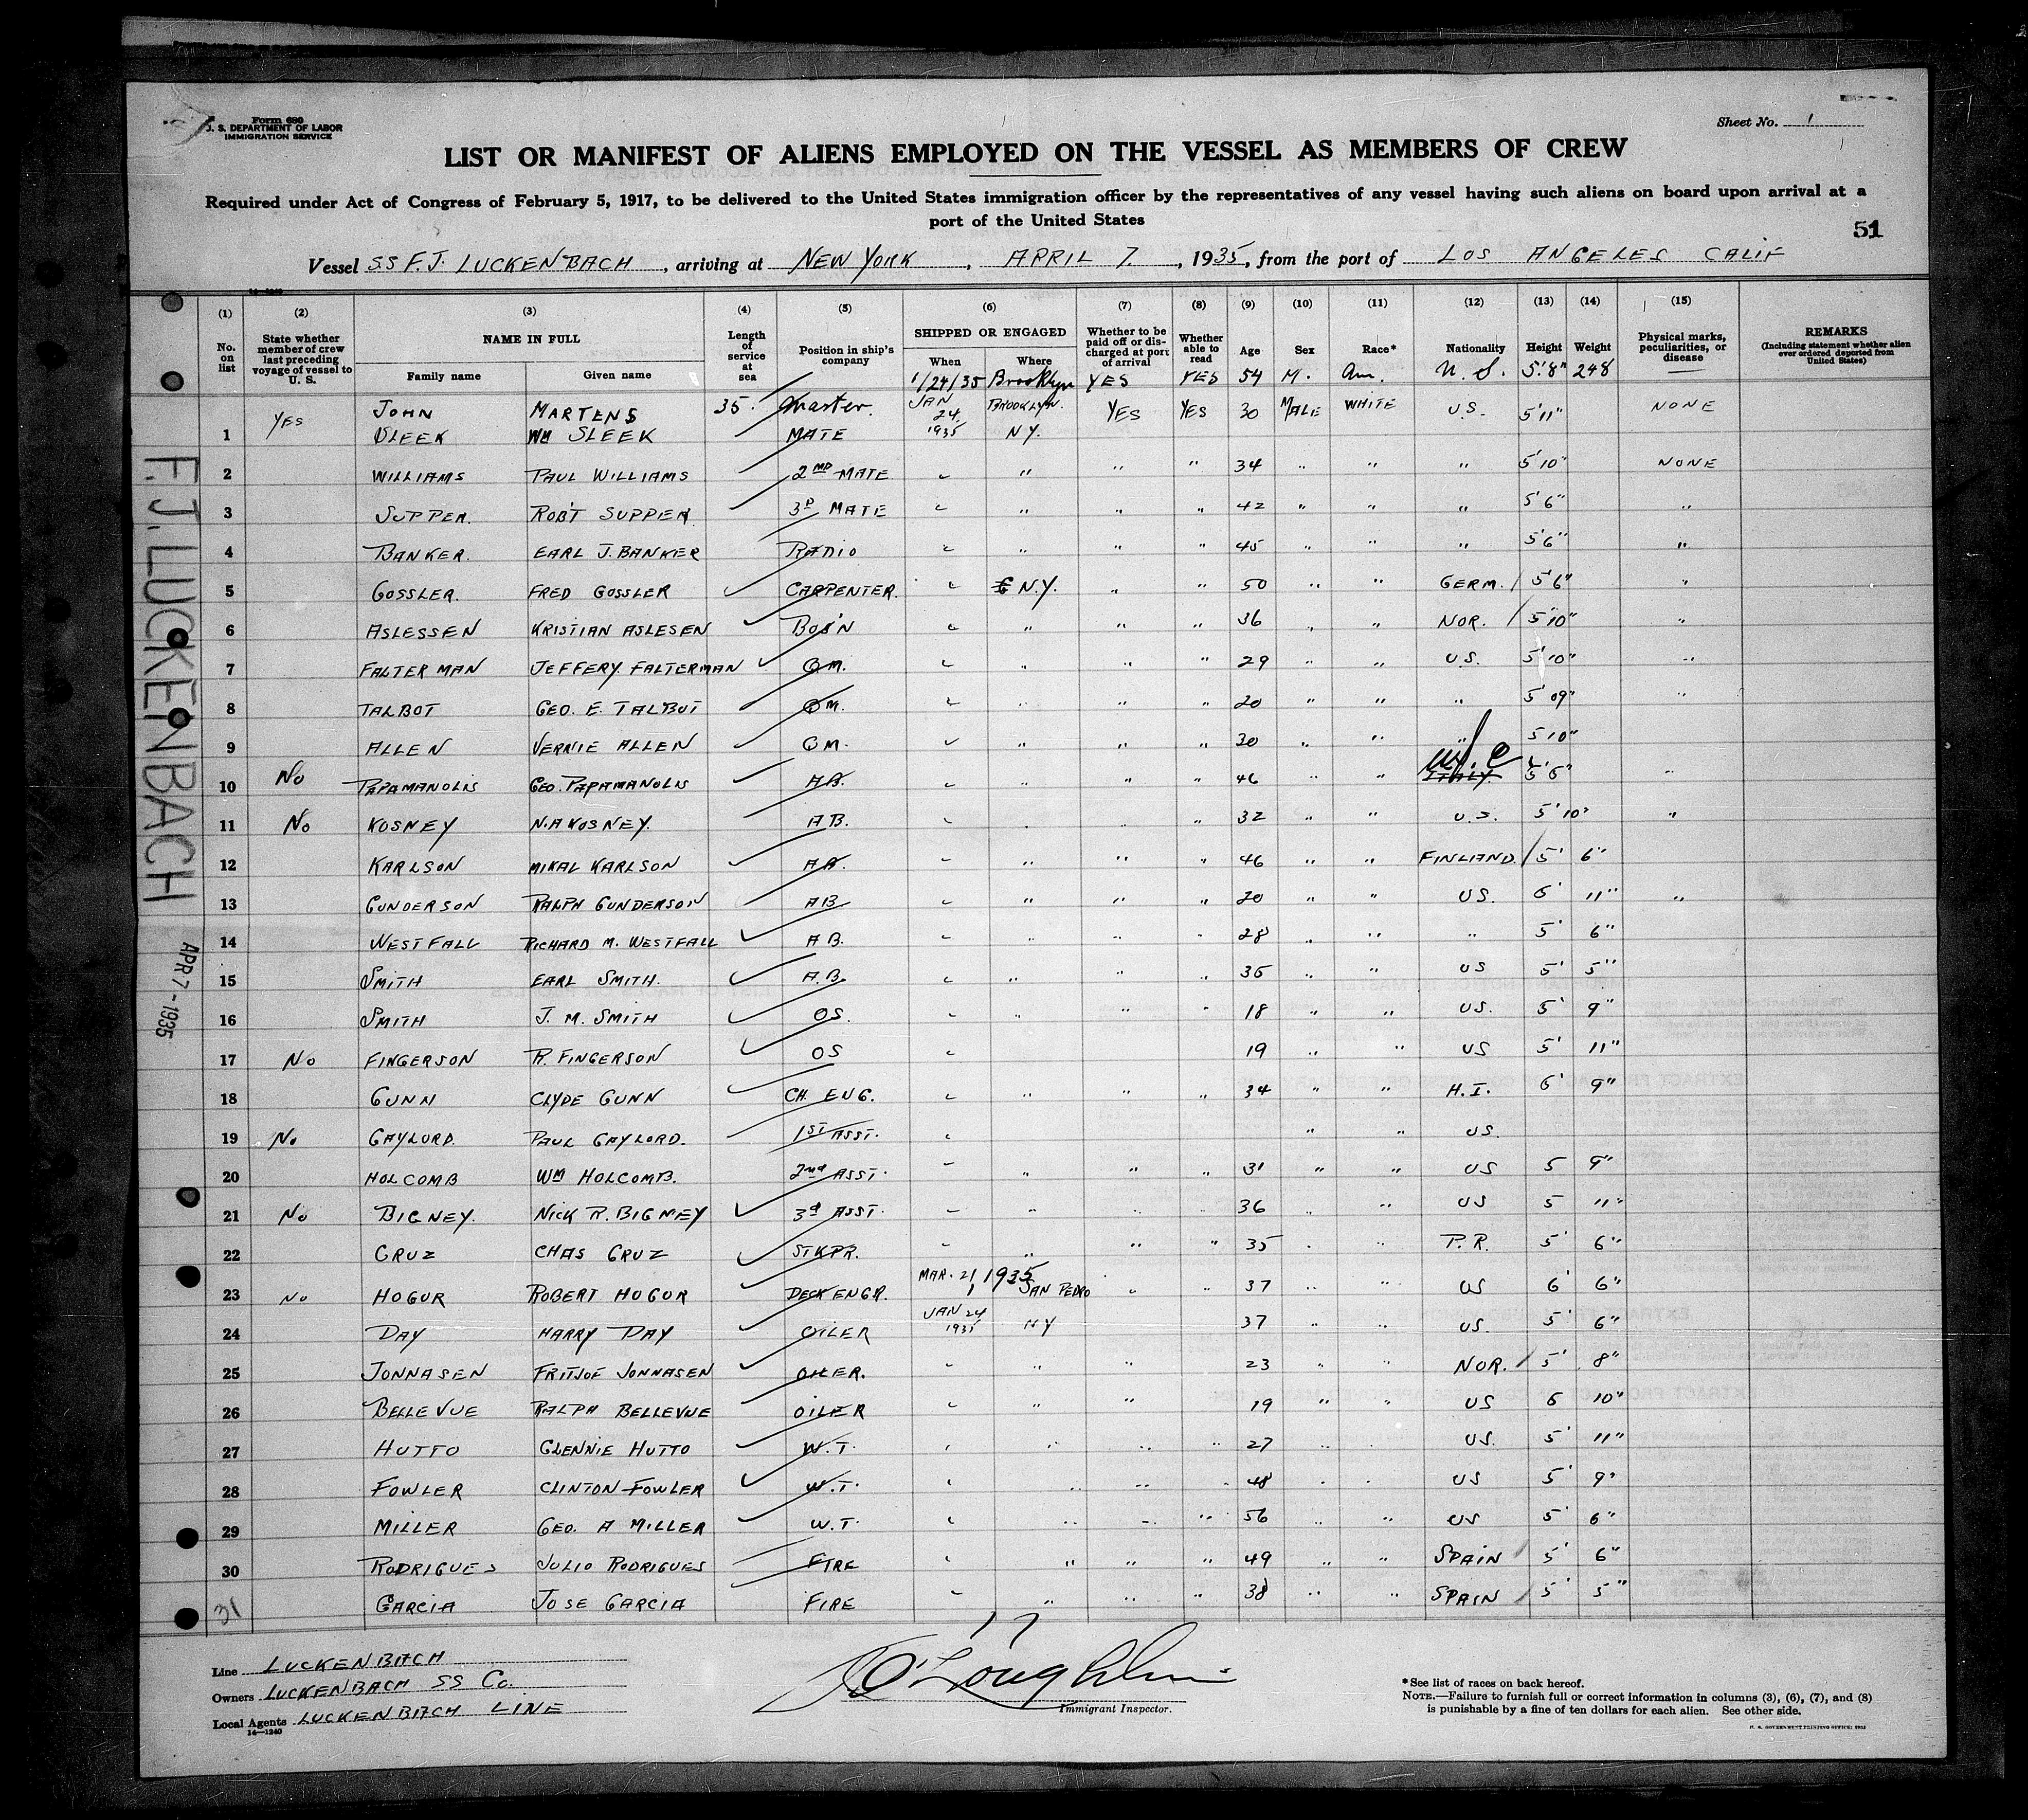 Form 680
U. S. DEPARTMENT OF LABOR
IMMIGRATION SERVICE
Sheet No. 1
LIST OR MANIFEST OF ALIENS EMPLOYED ON THE VESSEL AS MEMBERS OF CREW
Required under Act of Congress of February 5, 1917, to be delivered to the United States immigration officer by the representatives of any vessel having such aliens on board upon arrival at a
port of the United States
51
Vessel SS F.J. LUCKENBACH, arriving at NEW YORK, APRIL 7, 1935, from the port of LOS ANGELES CALIF
(1) (2) (3) (4) (5) (6) (7) (8) (9) (10) (11) (12) (13) (14) (15)
No. on list
State whether member of crew last preceding voyage of vessel to U. S.
NAME IN FULL
Family name Given name
Length of service at sea
Position in ship's company
SHIPPED OR ENGAGED
When Where
Whether to be paid off or discharged at port of arrival
Whether able to read
Age
Sex
Race*
Nationality
Height
Weight
Physical marks, peculiarities, or disease
REMARKS
(Including statement whether alien ever ordered deported from United States)
JOHN MARTENS 35. Master. 1/24/35 Brooklyn YES YES 54 M. Am. U.S. 5'8" 248 —
1 YES SLEEK WM SLEEK MATE JAN 24, 1935 BROOKLYN. NY. YES YES 30 MALE WHITE U.S. 5'11" NONE
2 WILLIAMS PAUL WILLIAMS 2ND MATE " " " 34 " " " 5'10" NONE
3 SUPPER. ROB'T SUPPER 3D MATE " " " 42 " " " 5'6" "
4 BANKER. EARL J. BANKER RADIO " " " 45 " " " 5'6" "
5 GOSSLER. FRED GOSSLER CARPENTER. N.Y. " " 50 " " GERM. 5'6" "
6 ASLESSEN KRISTIAN ASLESEN BOS'N " " " 36 " " NOR. 5'10" "
7 FALTERMAN JEFFERY FALTERMAN QM. " " " 29 " " U.S. 5'10" "
8 TALBOT GEO. E. TALBOT QM. " " " 20 " " " 5'09" "
9 ALLEN VERNIE ALLEN QM. " " " 30 " " " 5'10"
10 No PAPAMANOLIS GEO. PAPAMANOLIS A.B. " " " 46 " " ITALY. 5'6" "
11 No KOSNEY N.A KOSNEY. A B. " " " 32 " " U.S. 5'10" "
12 KARLSON MIKAL KARLSON A.B. " " " 46 " " FINLAND. 5' 6"
13 GUNDERSON RALPH GUNDERSON A B " " " 20 " " US. 6' 11" "
14 WESTFALL RICHARD M. WESTFALL A B. " " " 28 " " " 5' 6"
15 SMITH EARL SMITH. A.B " " " 35 " " US 5' 5"
16 SMITH J. M. SMITH OS. " " " 18 " " US. 5' 9"
17 No FINGERSON R. FINGERSON OS 19 " " US 5' 11"
18 GUNN CLYDE GUNN CH. ENG. " " " 34 " " H.I. 6' 9"
19 No GAYLORD. PAUL GAYLORD. 1ST ASST. " " US.
20 HOLCOMB WM HOLCOMB. 2nd ASST. " " " 31 " " US 5 9"
21 No BIGNEY. NICK R. BIGNEY 3d ASST. " " " 36 " " US 5 11"
22 CRUZ CHAS CRUZ STKPR. " " " 35 " " P.R. 5' 6"
23 No HOGUR ROBERT HOGUR DECK ENGR. MAR. 21, 1935 SAN PEDRO " " 37 " " US 6' 6"
24 DAY HARRY DAY OILER JAN 24 1935 NY 37 " " US. 5' 6"
25 JONNASEN FRITJOF JONNASEN OILER. " " 23 " " NOR. 5' 8"
26 BELLEVUE RALPH BELLEVUE OILER " " 19 " " US 6 10"
27 HUTTO GLENNIE HUTTO W.T. " " " 27 " US. 5' 11"
28 FOWLER CLINTON FOWLER W.T. " " " 48 " " US 5' 9"
29 MILLER GEO. A MILLER W.T. " " " 56 " " US 5' 6"
30 RODRIGUES JULIO RODRIGUES FIRE " " " 49 " " SPAIN 5' 6"
31 GARCIA JOSE GARCIA FIRE " " " 38 " " SPAIN 5' 5"
F.J. LUCKENBACH
APR 7 - 1935
17
Line LUCKENBACH
Owners LUCKENBACH SS Co.
Local Agents LUCKENBACH LINE
14—1240
O'Loughlin
Immigrant Inspector.
*See list of races on back hereof.
NOTE.—Failure to furnish full or correct information in columns (3), (6), (7), and (8)
is punishable by a fine of ten dollars for each alien. See other side.